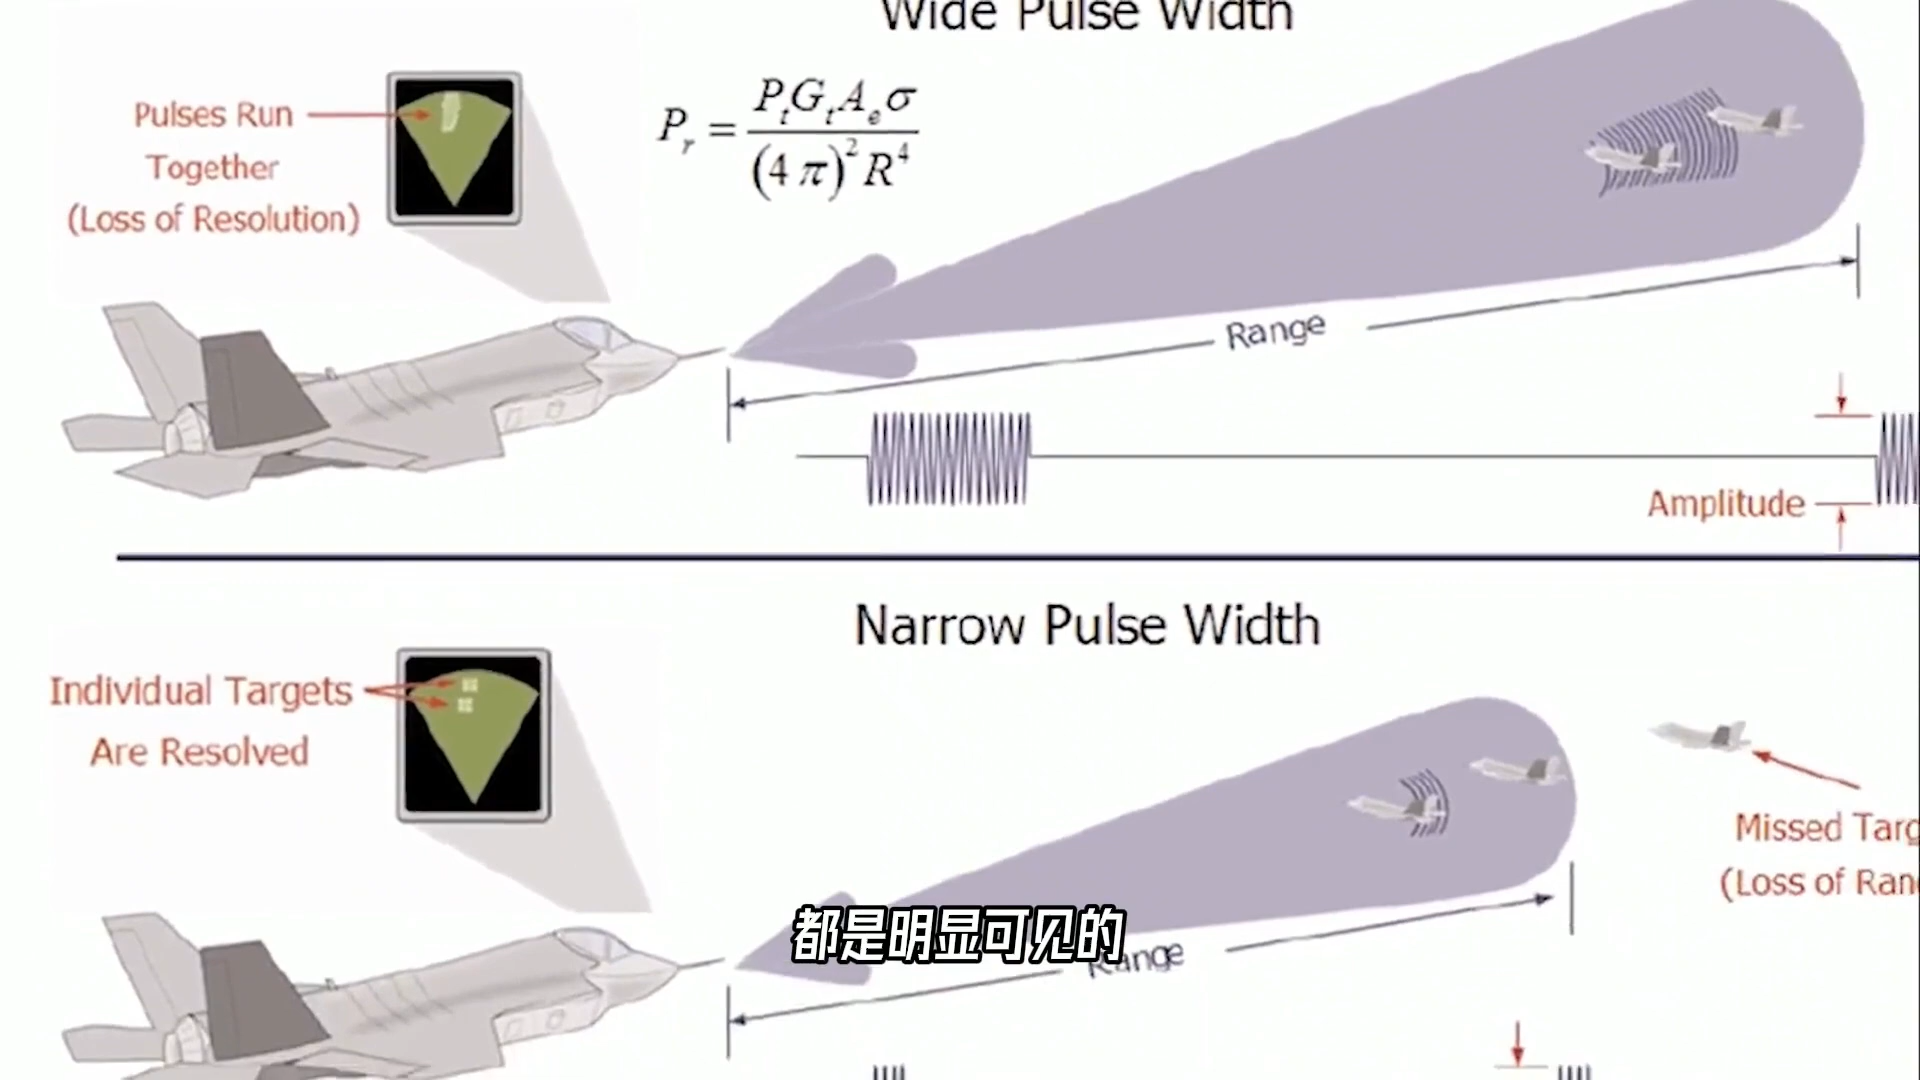 Wide Pulse Width
Pulses Run
Together
(Loss of Resolution)
P_r = P_t G_t A_e σ / (4 π)^2 R^4
Range
Amplitude
Narrow Pulse Width
Individual Targets
Are Resolved
Missed Targ
(Loss of Ran
都是明显可见的
Range